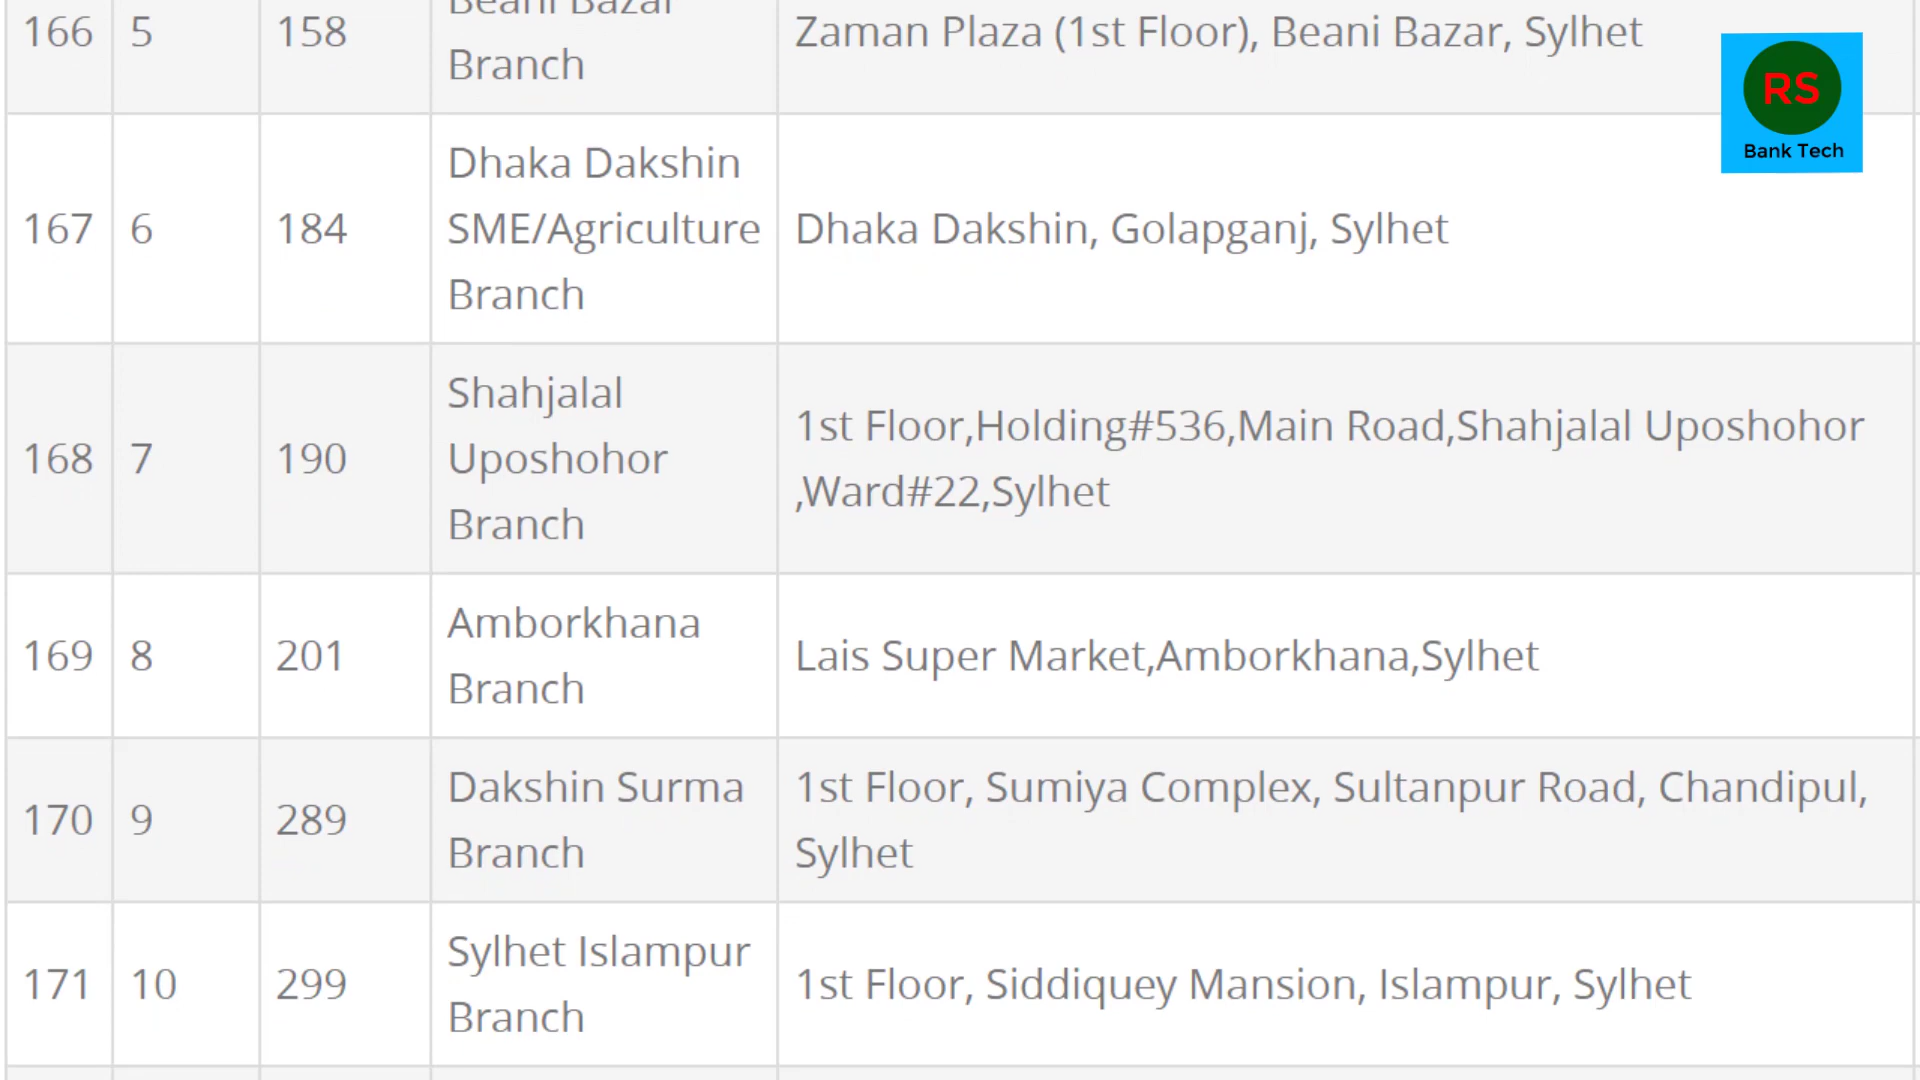 166 5 158 Beani Bazar Branch Zaman Plaza (1st Floor), Beani Bazar, Sylhet
RS
Bank Tech
167 6 184 Dhaka Dakshin SME/Agriculture Branch Dhaka Dakshin, Golapganj, Sylhet
168 7 190 Shahjalal Uposhohor Branch 1st Floor,Holding#536,Main Road,Shahjalal Uposhohor ,Ward#22,Sylhet
169 8 201 Amborkhana Branch Lais Super Market,Amborkhana,Sylhet
170 9 289 Dakshin Surma Branch 1st Floor, Sumiya Complex, Sultanpur Road, Chandipul, Sylhet
171 10 299 Sylhet Islampur Branch 1st Floor, Siddiquey Mansion, Islampur, Sylhet